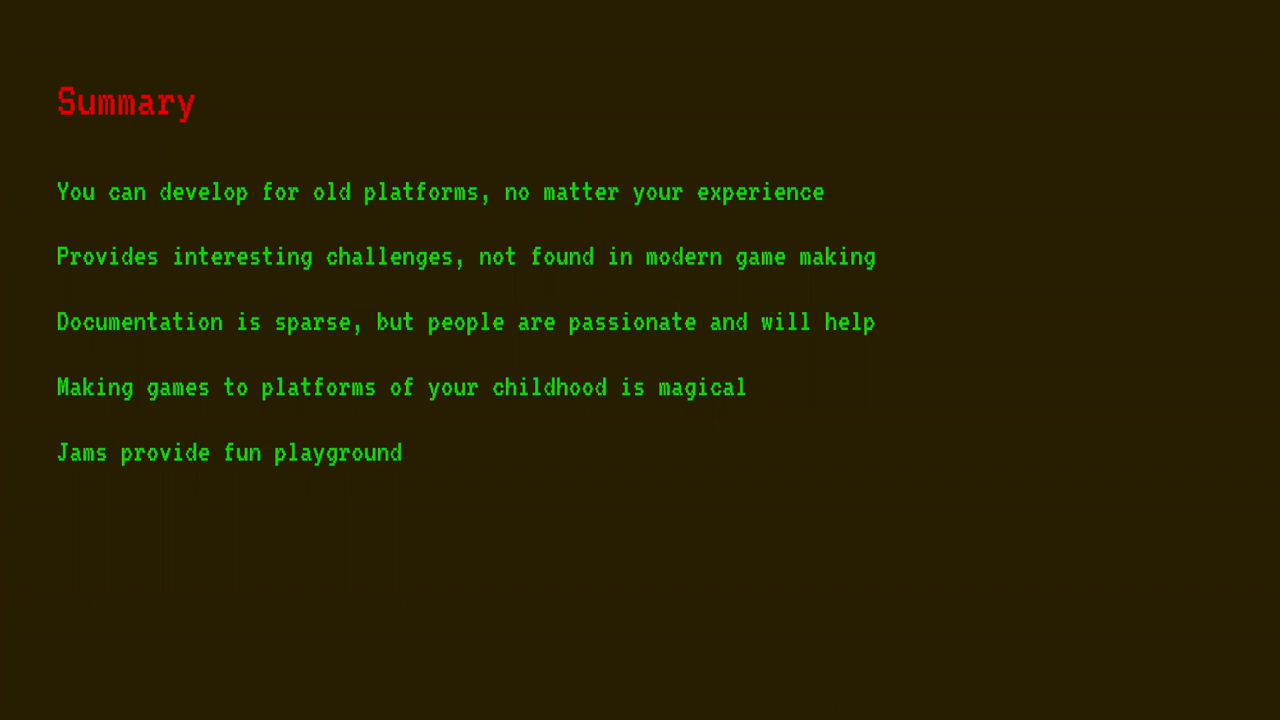 Summary
You can develop for old platforms, no matter your experience
Provides interesting challenges, not found in modern game making
Documentation is sparse, but people are passionate and will help
Making games to platforms of your childhood is magical
Jams provide fun playground